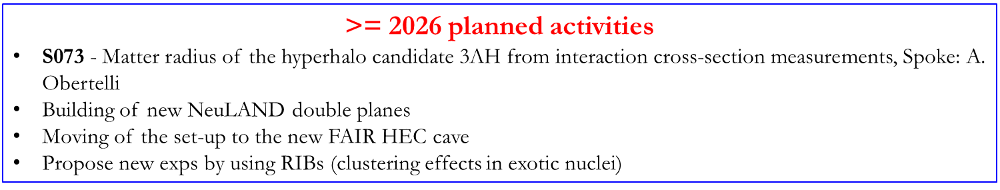 >= 2026 planned activities
• S073 - Matter radius of the hyperhalo candidate 3ΛH from interaction cross-section measurements, Spoke: A.
Obertelli
• Building of new NeuLAND double planes
• Moving of the set-up to the new FAIR HEC cave
• Propose new exps by using RIBs (clustering effects in exotic nuclei)